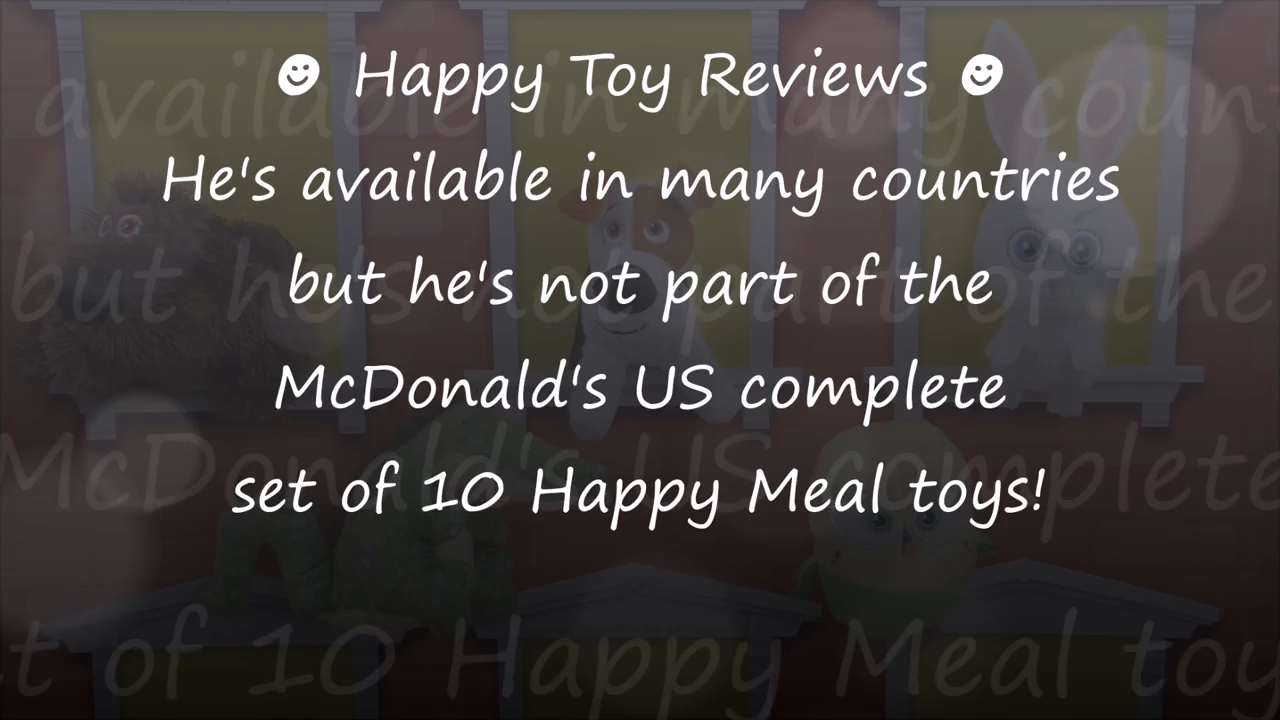 ☻ Happy Toy Reviews ☻
He's available in many countries
but he's not part of the
McDonald's US complete
set of 10 Happy Meal toys!